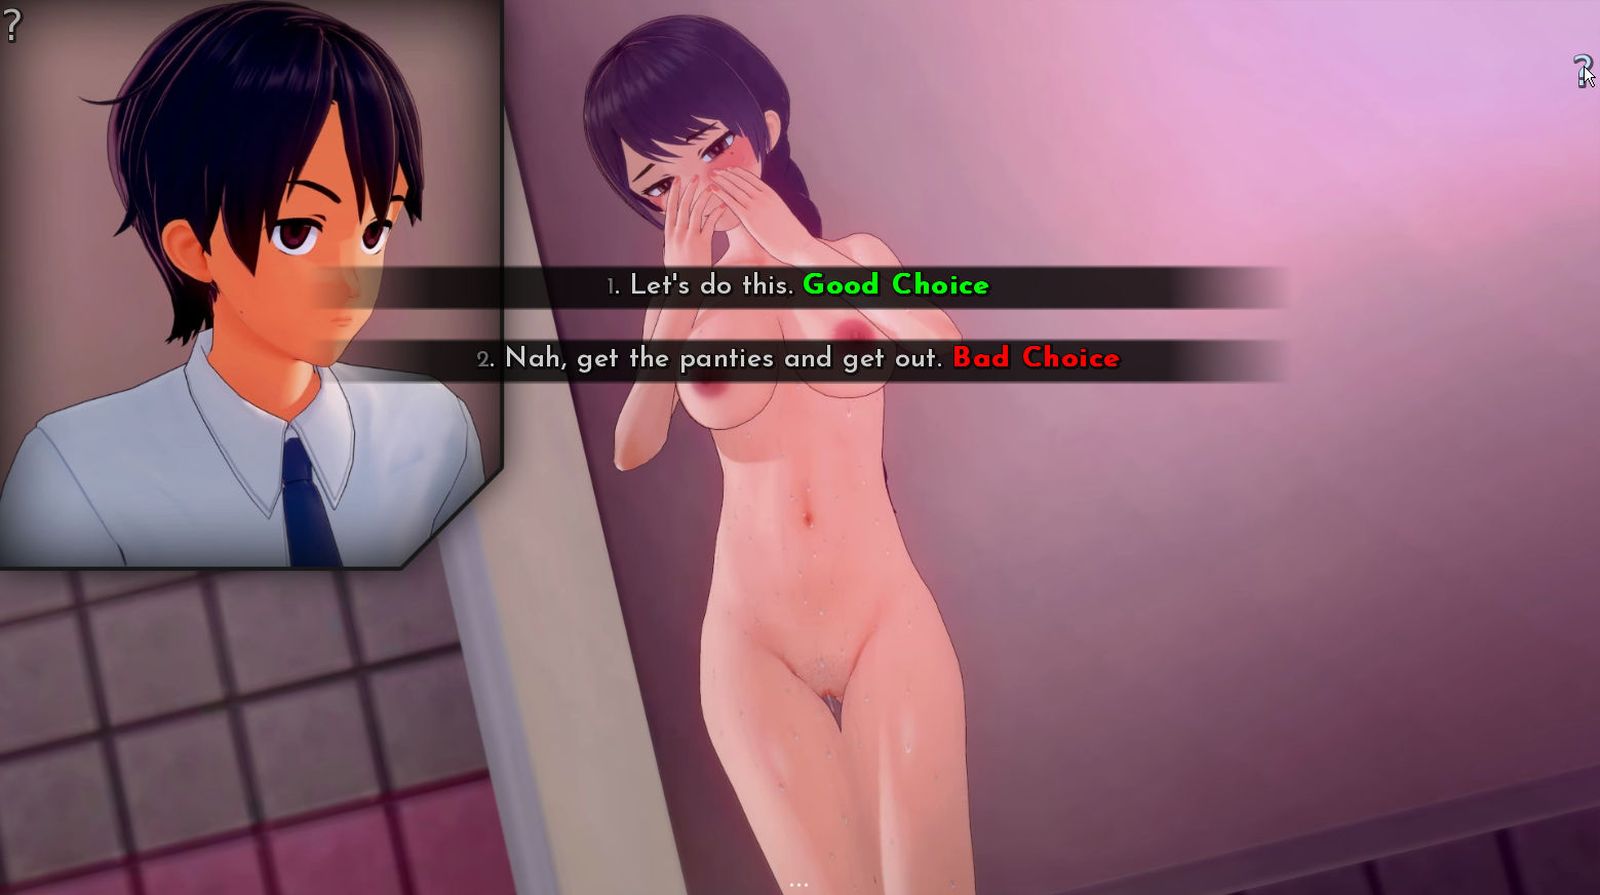 ?
?
1. Let's do this. Good Choice
2. Nah, get the panties and get out. Bad Choice
...